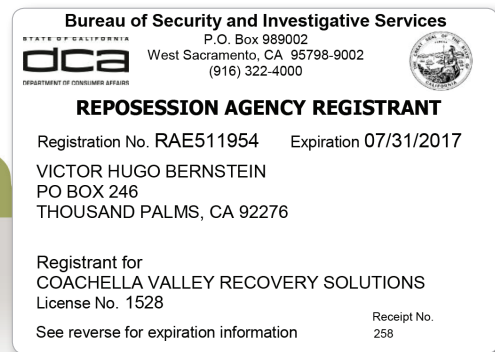 Bureau of Security and Investigative Services
STATE OF CALIFORNIA
dca
DEPARTMENT OF CONSUMER AFFAIRS
P.O. Box 989002
West Sacramento, CA 95798-9002
(916) 322-4000
REPOSESSION AGENCY REGISTRANT
Registration No. RAE511954 Expiration 07/31/2017
VICTOR HUGO BERNSTEIN
PO BOX 246
THOUSAND PALMS, CA 92276
Registrant for
COACHELLA VALLEY RECOVERY SOLUTIONS
License No. 1528
See reverse for expiration information
Receipt No.
258